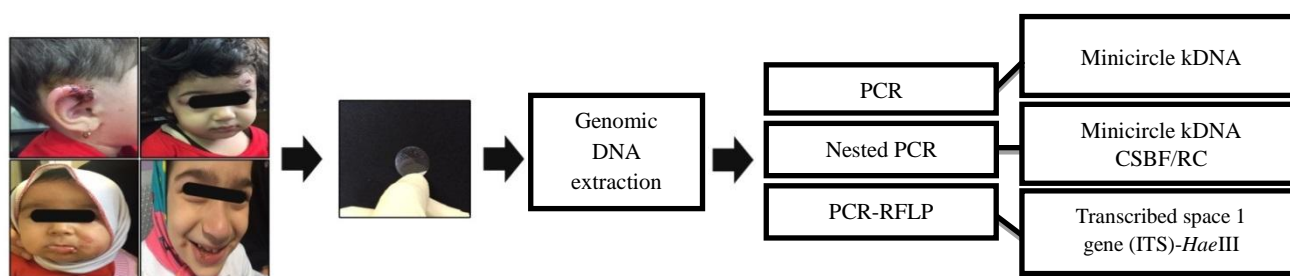 Genomic
DNA
extraction
PCR
Nested PCR
PCR-RFLP
Minicircle kDNA
Minicircle kDNA
CSBF/RC
Transcribed space 1
gene (ITS)-HaeIII